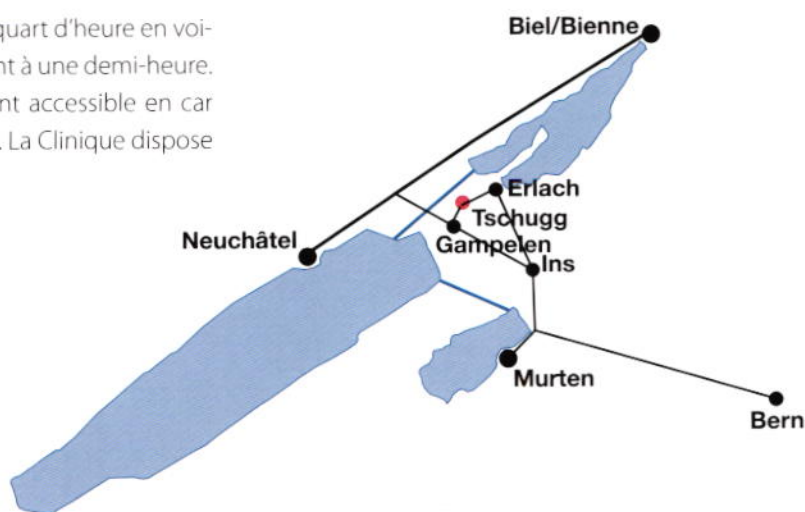 quart d’heure en voi-
nt à une demi-heure.
nt accessible en car
. La Clinique dispose
Biel/Bienne
Erlach
Tschugg
Neuchâtel
Gampelen
Ins
Murten
Bern